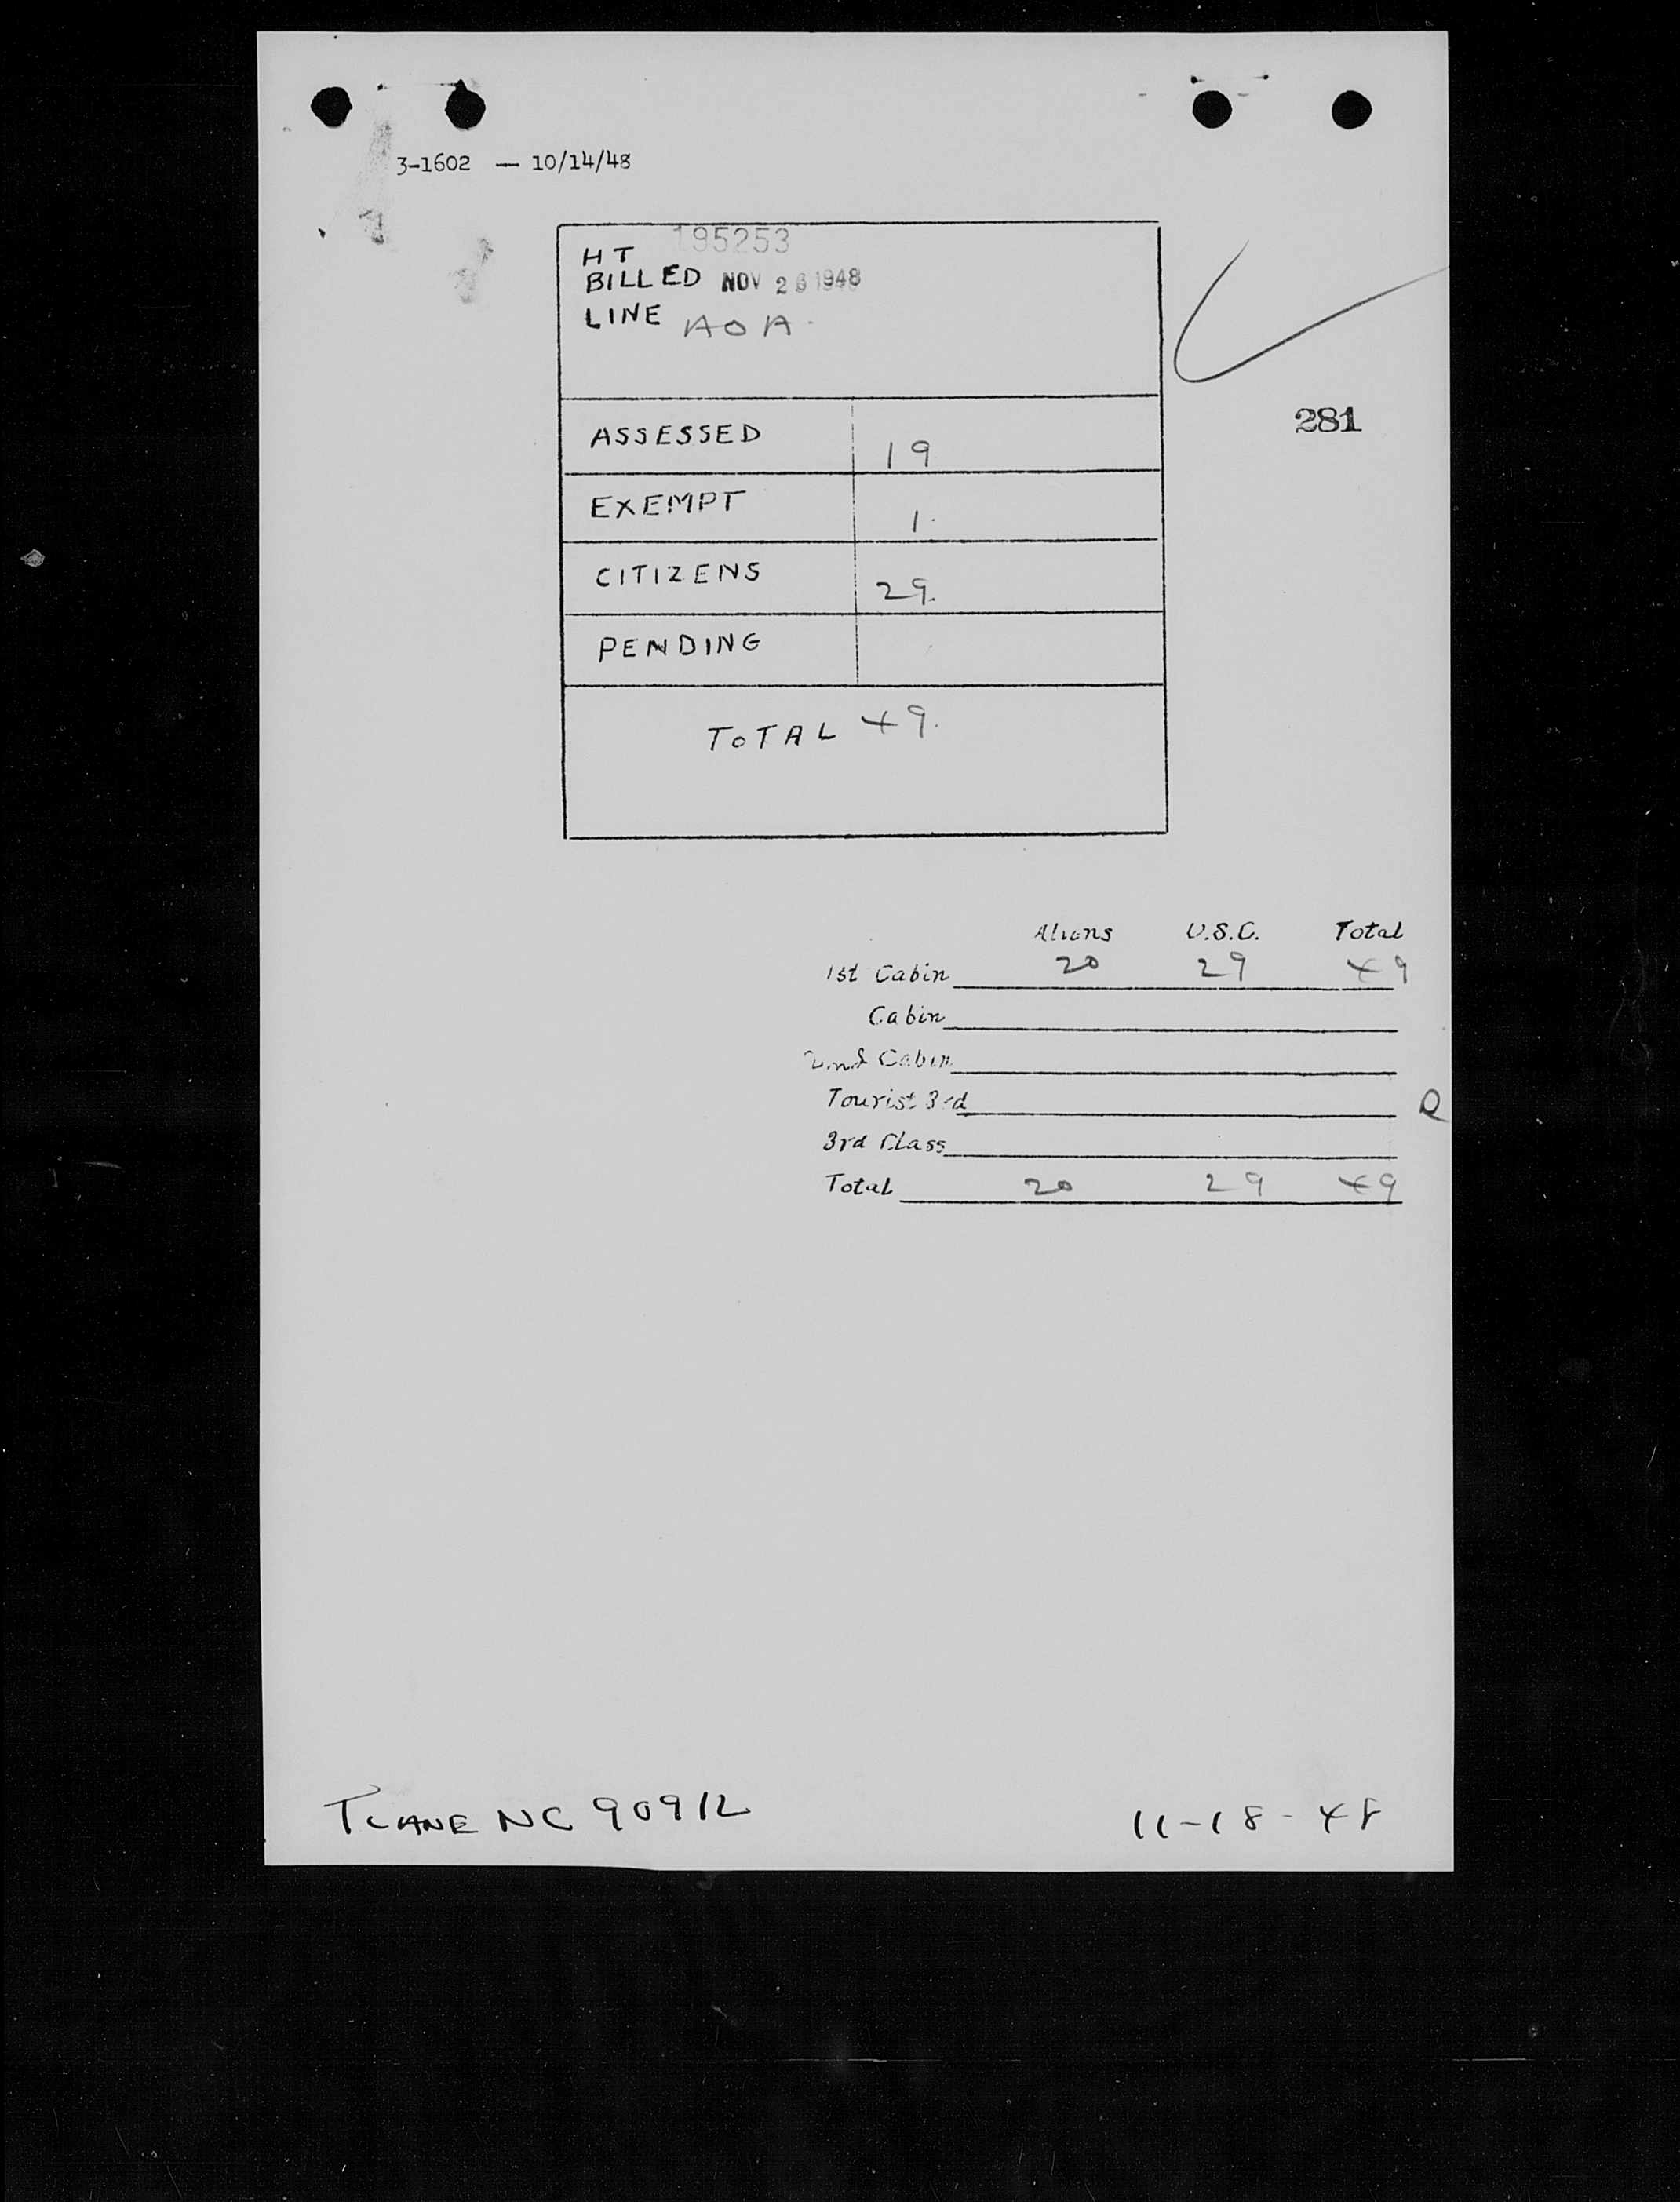 3-1602 — 10/14/48
HT 195253
BILLED NOV 26 1948
LINE AOA
281
ASSESSED 19
EXEMPT 1.
CITIZENS 29.
PENDING
TOTAL 49.
Aliens U.S.C. Total
1st Cabin 20 29 49
Cabin
2nd Cabin
Tourist 3rd
R
3rd Class
Total 20 29 49
PLANE NC 90912 11-18-48